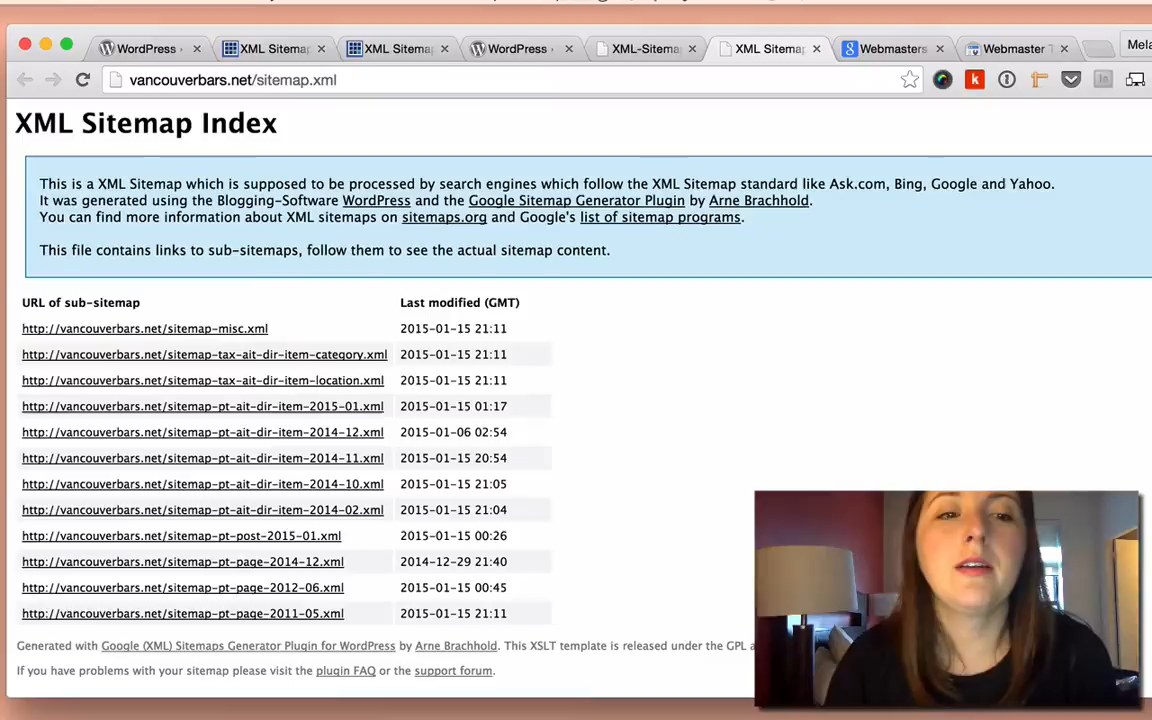 WordPress
XML Sitema
XML Sitema
WordPress
XML-Sitema
XML Sitema
Webmasters
Webmaster T
Mela
vancouverbars.net/sitemap.xml
XML Sitemap Index
This is a XML Sitemap which is supposed to be processed by search engines which follow the XML Sitemap standard like Ask.com, Bing, Google and Yahoo.
It was generated using the Blogging-Software WordPress and the Google Sitemap Generator Plugin by Arne Brachhold.
You can find more information about XML sitemaps on sitemaps.org and Google's list of sitemap programs.
This file contains links to sub-sitemaps, follow them to see the actual sitemap content.
URL of sub-sitemap Last modified (GMT)
http://vancouverbars.net/sitemap-misc.xml 2015-01-15 21:11
http://vancouverbars.net/sitemap-tax-ait-dir-item-category.xml 2015-01-15 21:11
http://vancouverbars.net/sitemap-tax-ait-dir-item-location.xml 2015-01-15 21:11
http://vancouverbars.net/sitemap-pt-ait-dir-item-2015-01.xml 2015-01-15 01:17
http://vancouverbars.net/sitemap-pt-ait-dir-item-2014-12.xml 2015-01-06 02:54
http://vancouverbars.net/sitemap-pt-ait-dir-item-2014-11.xml 2015-01-15 20:54
http://vancouverbars.net/sitemap-pt-ait-dir-item-2014-10.xml 2015-01-15 21:05
http://vancouverbars.net/sitemap-pt-ait-dir-item-2014-02.xml 2015-01-15 21:04
http://vancouverbars.net/sitemap-pt-post-2015-01.xml 2015-01-15 00:26
http://vancouverbars.net/sitemap-pt-page-2014-12.xml 2014-12-29 21:40
http://vancouverbars.net/sitemap-pt-page-2012-06.xml 2015-01-15 00:45
http://vancouverbars.net/sitemap-pt-page-2011-05.xml 2015-01-15 21:11
Generated with Google (XML) Sitemaps Generator Plugin for WordPress by Arne Brachhold. This XSLT template is released under the GPL a
If you have problems with your sitemap please visit the plugin FAQ or the support forum.